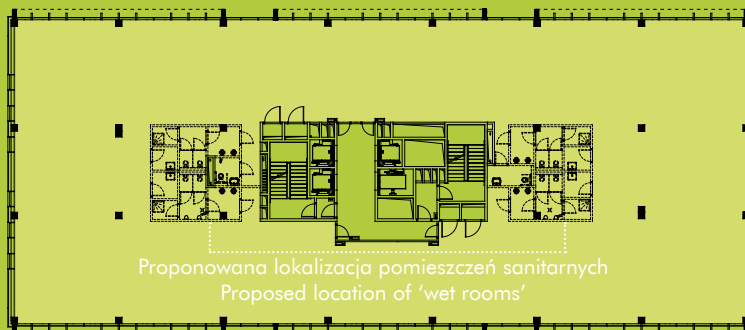 Proponowana lokalizacja pomieszczeń sanitarnych
Proposed location of ‘wet rooms’